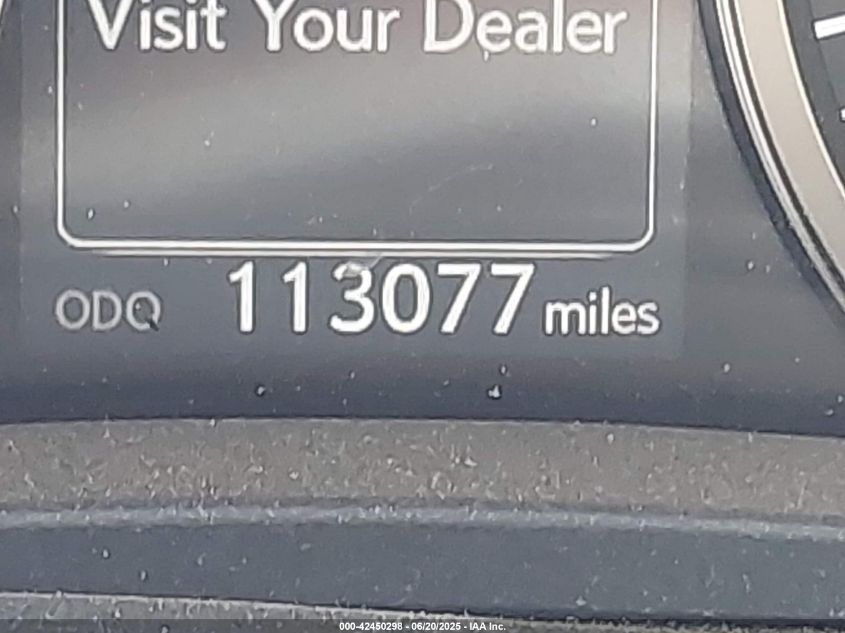 Visit Your Dealer
ODO 113077 miles
000-42450298 - 06/20/2025 - IAA Inc.